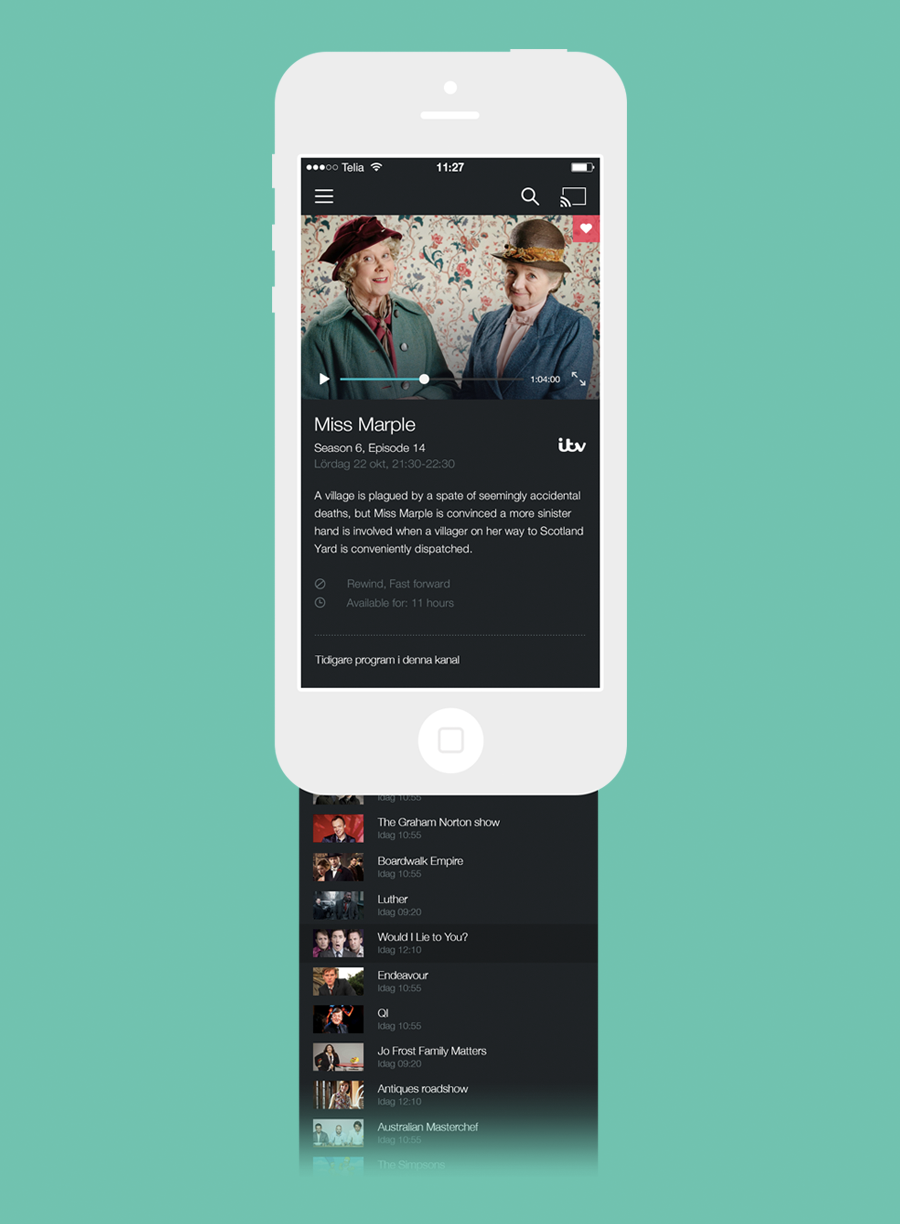 Telia
11:27
1:04:00
Miss Marple
Season 6, Episode 14
itv
Lördag 22 okt, 21:30-22:30
A village is plagued by a spate of seemingly accidental
deaths, but Miss Marple is convinced a more sinister
hand is involved when a villager on her way to Scotland
Yard is conveniently dispatched.
Rewind, Fast forward
Available for: 11 hours
Tidigare program i denna kanal
Idag 10:55
The Graham Norton show
Idag 10:55
Boardwalk Empire
Idag 10:55
Luther
Idag 09:20
Would I Lie to You?
Idag 12:10
Endeavour
Idag 10:55
QI
Idag 10:55
Jo Frost Family Matters
Idag 09:20
Antiques roadshow
Idag 12:10
Australian Masterchef
Idag 10:55
The Simpsons